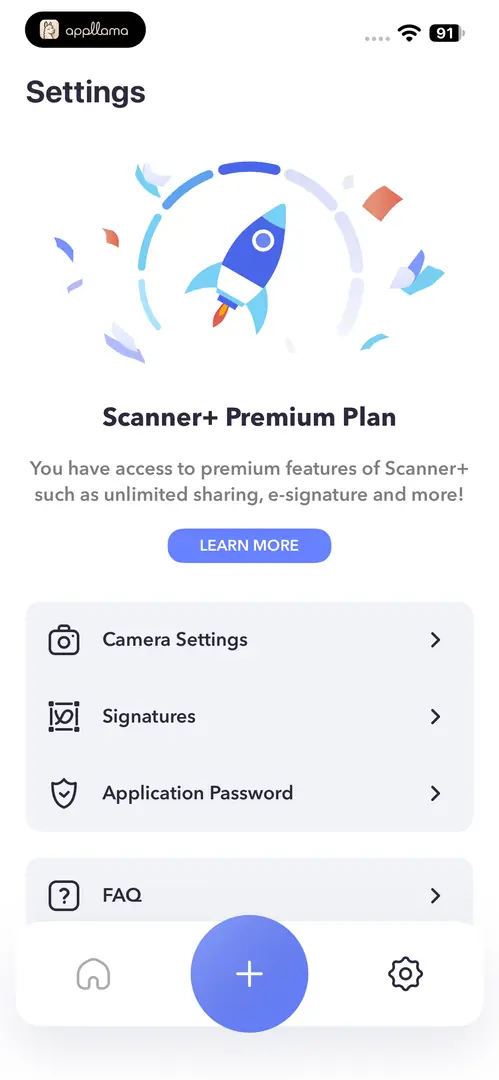 appllama
91
Settings
Scanner+ Premium Plan
You have access to premium features of Scanner+
such as unlimited sharing, e-signature and more!
LEARN MORE
Camera Settings
Signatures
Application Password
FAQ